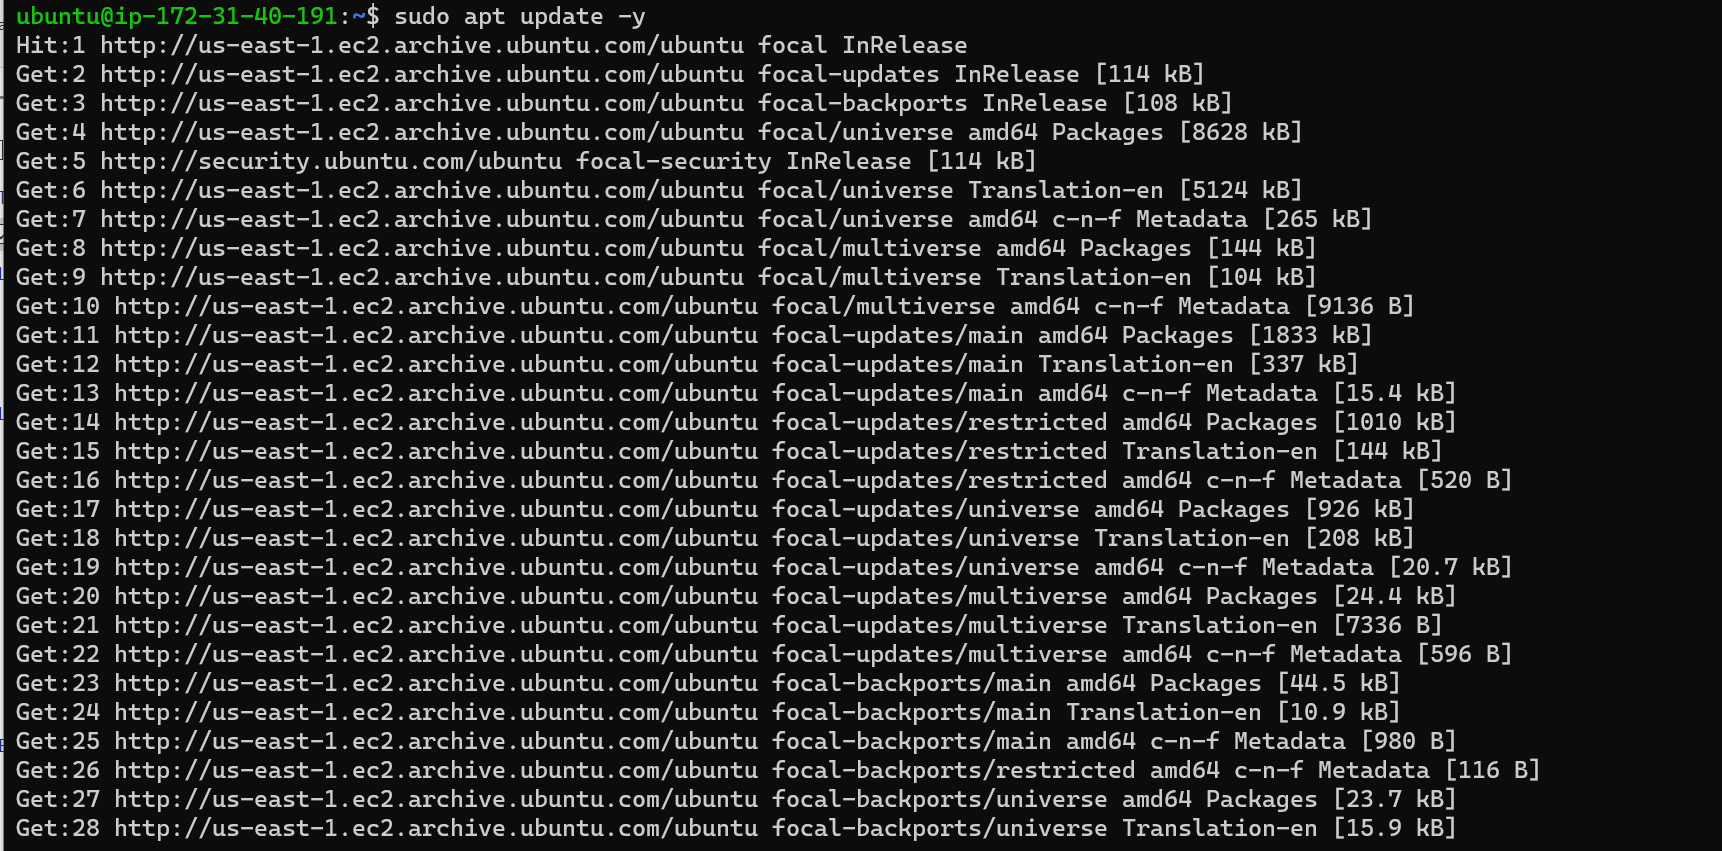 ubuntu@ip-172-31-40-191:~$ sudo apt update -y
Hit:1 http://us-east-1.ec2.archive.ubuntu.com/ubuntu focal InRelease
Get:2 http://us-east-1.ec2.archive.ubuntu.com/ubuntu focal-updates InRelease [114 kB]
Get:3 http://us-east-1.ec2.archive.ubuntu.com/ubuntu focal-backports InRelease [108 kB]
Get:4 http://us-east-1.ec2.archive.ubuntu.com/ubuntu focal/universe amd64 Packages [8628 kB]
Get:5 http://security.ubuntu.com/ubuntu focal-security InRelease [114 kB]
Get:6 http://us-east-1.ec2.archive.ubuntu.com/ubuntu focal/universe Translation-en [5124 kB]
Get:7 http://us-east-1.ec2.archive.ubuntu.com/ubuntu focal/universe amd64 c-n-f Metadata [265 kB]
Get:8 http://us-east-1.ec2.archive.ubuntu.com/ubuntu focal/multiverse amd64 Packages [144 kB]
Get:9 http://us-east-1.ec2.archive.ubuntu.com/ubuntu focal/multiverse Translation-en [104 kB]
Get:10 http://us-east-1.ec2.archive.ubuntu.com/ubuntu focal/multiverse amd64 c-n-f Metadata [9136 B]
Get:11 http://us-east-1.ec2.archive.ubuntu.com/ubuntu focal-updates/main amd64 Packages [1833 kB]
Get:12 http://us-east-1.ec2.archive.ubuntu.com/ubuntu focal-updates/main Translation-en [337 kB]
Get:13 http://us-east-1.ec2.archive.ubuntu.com/ubuntu focal-updates/main amd64 c-n-f Metadata [15.4 kB]
Get:14 http://us-east-1.ec2.archive.ubuntu.com/ubuntu focal-updates/restricted amd64 Packages [1010 kB]
Get:15 http://us-east-1.ec2.archive.ubuntu.com/ubuntu focal-updates/restricted Translation-en [144 kB]
Get:16 http://us-east-1.ec2.archive.ubuntu.com/ubuntu focal-updates/restricted amd64 c-n-f Metadata [520 B]
Get:17 http://us-east-1.ec2.archive.ubuntu.com/ubuntu focal-updates/universe amd64 Packages [926 kB]
Get:18 http://us-east-1.ec2.archive.ubuntu.com/ubuntu focal-updates/universe Translation-en [208 kB]
Get:19 http://us-east-1.ec2.archive.ubuntu.com/ubuntu focal-updates/universe amd64 c-n-f Metadata [20.7 kB]
Get:20 http://us-east-1.ec2.archive.ubuntu.com/ubuntu focal-updates/multiverse amd64 Packages [24.4 kB]
Get:21 http://us-east-1.ec2.archive.ubuntu.com/ubuntu focal-updates/multiverse Translation-en [7336 B]
Get:22 http://us-east-1.ec2.archive.ubuntu.com/ubuntu focal-updates/multiverse amd64 c-n-f Metadata [596 B]
Get:23 http://us-east-1.ec2.archive.ubuntu.com/ubuntu focal-backports/main amd64 Packages [44.5 kB]
Get:24 http://us-east-1.ec2.archive.ubuntu.com/ubuntu focal-backports/main Translation-en [10.9 kB]
Get:25 http://us-east-1.ec2.archive.ubuntu.com/ubuntu focal-backports/main amd64 c-n-f Metadata [980 B]
Get:26 http://us-east-1.ec2.archive.ubuntu.com/ubuntu focal-backports/restricted amd64 c-n-f Metadata [116 B]
Get:27 http://us-east-1.ec2.archive.ubuntu.com/ubuntu focal-backports/universe amd64 Packages [23.7 kB]
Get:28 http://us-east-1.ec2.archive.ubuntu.com/ubuntu focal-backports/universe Translation-en [15.9 kB]